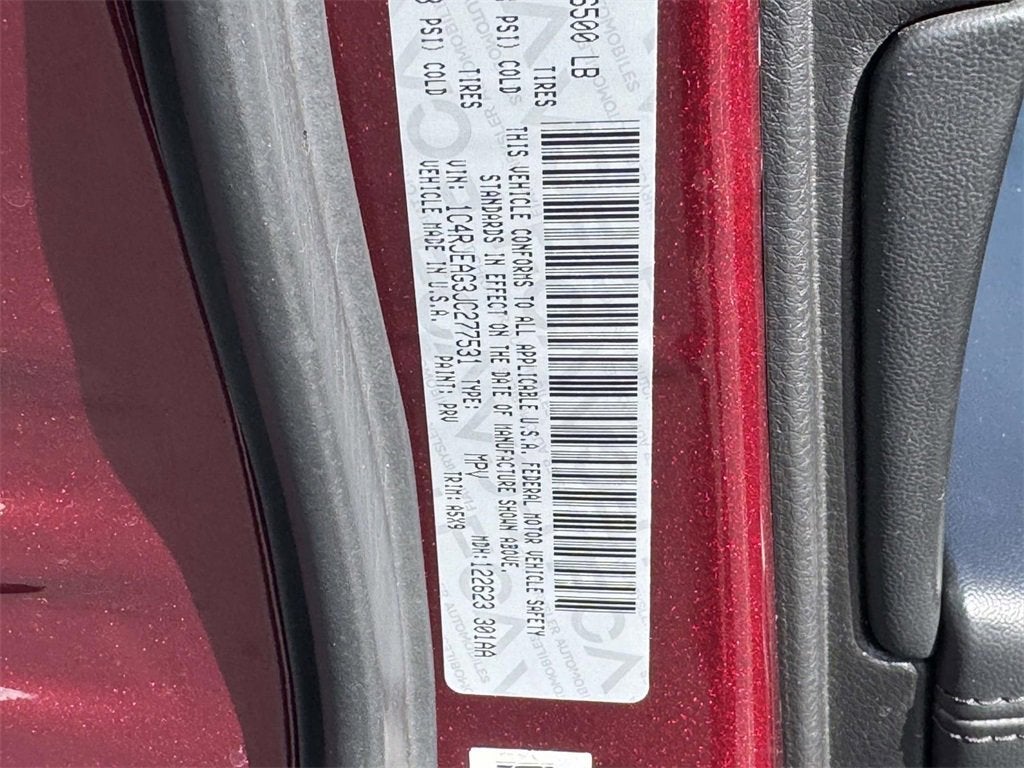 6500 LB
PSI) COLD TIRES
PSI) COLD TIRES
THIS VEHICLE CONFORMS TO ALL APPLICABLE U.S.A. FEDERAL MOTOR VEHICLE SAFETY
STANDARDS IN EFFECT ON THE DATE OF MANUFACTURE SHOWN ABOVE.
VIN: 1C4RJEAG3JC277531 TYPE: MPV MDH: 122623 301AA
VEHICLE MADE IN U.S.A. PAINT: PRV TRIM: A5X9